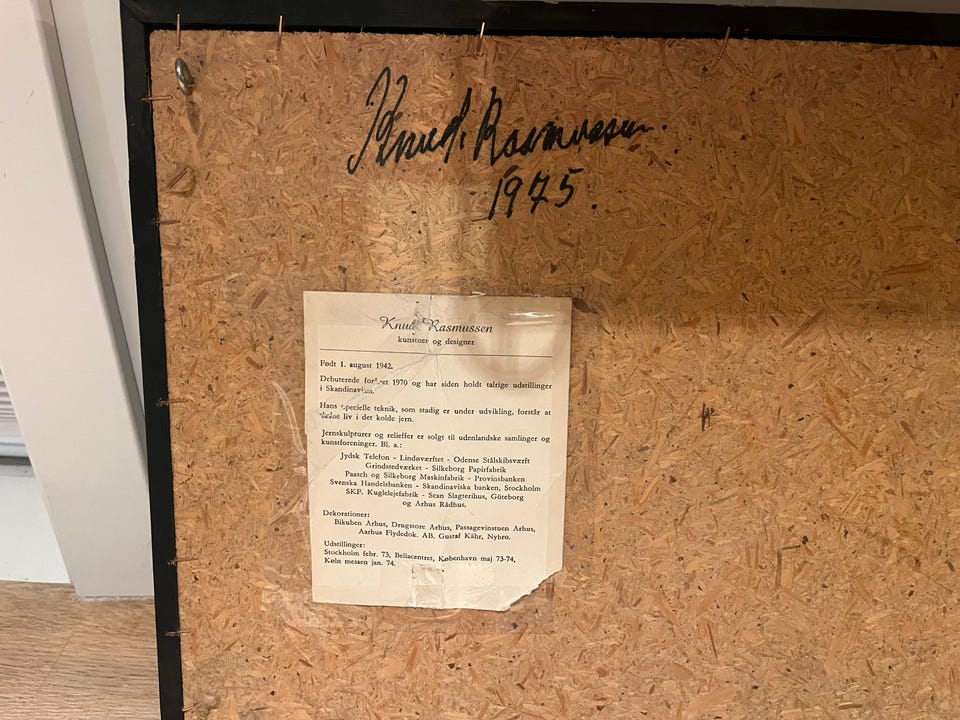 Knud Rasmussen.
1975.
Knud Rasmussen
kunstner og designer
Født 1. august 1942.
Debuterede foråret 1970 og har siden holdt talrige udstillinger
i Skandinavien.
Hans specielle teknik, som stadig er under udvikling, forstår at
skabe liv i det kolde jern.
Jernskulpturer og relieffer er solgt til udenlandske samlinger og
kunstforeninger. Bl. a.:
Jydsk Telefon - Lindøværftet - Odense Stålskibsværft
Grindstedværket - Silkeborg Papirfabrik
Paasch og Silkeborg Maskinfabrik - Provinsbanken
Svenska Handelsbanken - Skandinaviska banken, Stockholm
SKF. Kuglelejefabrik - Scan Slagterihus, Göteborg
og Århus Rådhus.
Dekorationer:
Bikuben Århus, Drugstore Århus, Passagevinstuen Århus,
Aarhus Flydedok. AB. Gustaf Kähr, Nybro.
Udstillinger:
Stockholm febr. 73, Bellacentret, København maj 73-74,
Køln messen jan. 74.